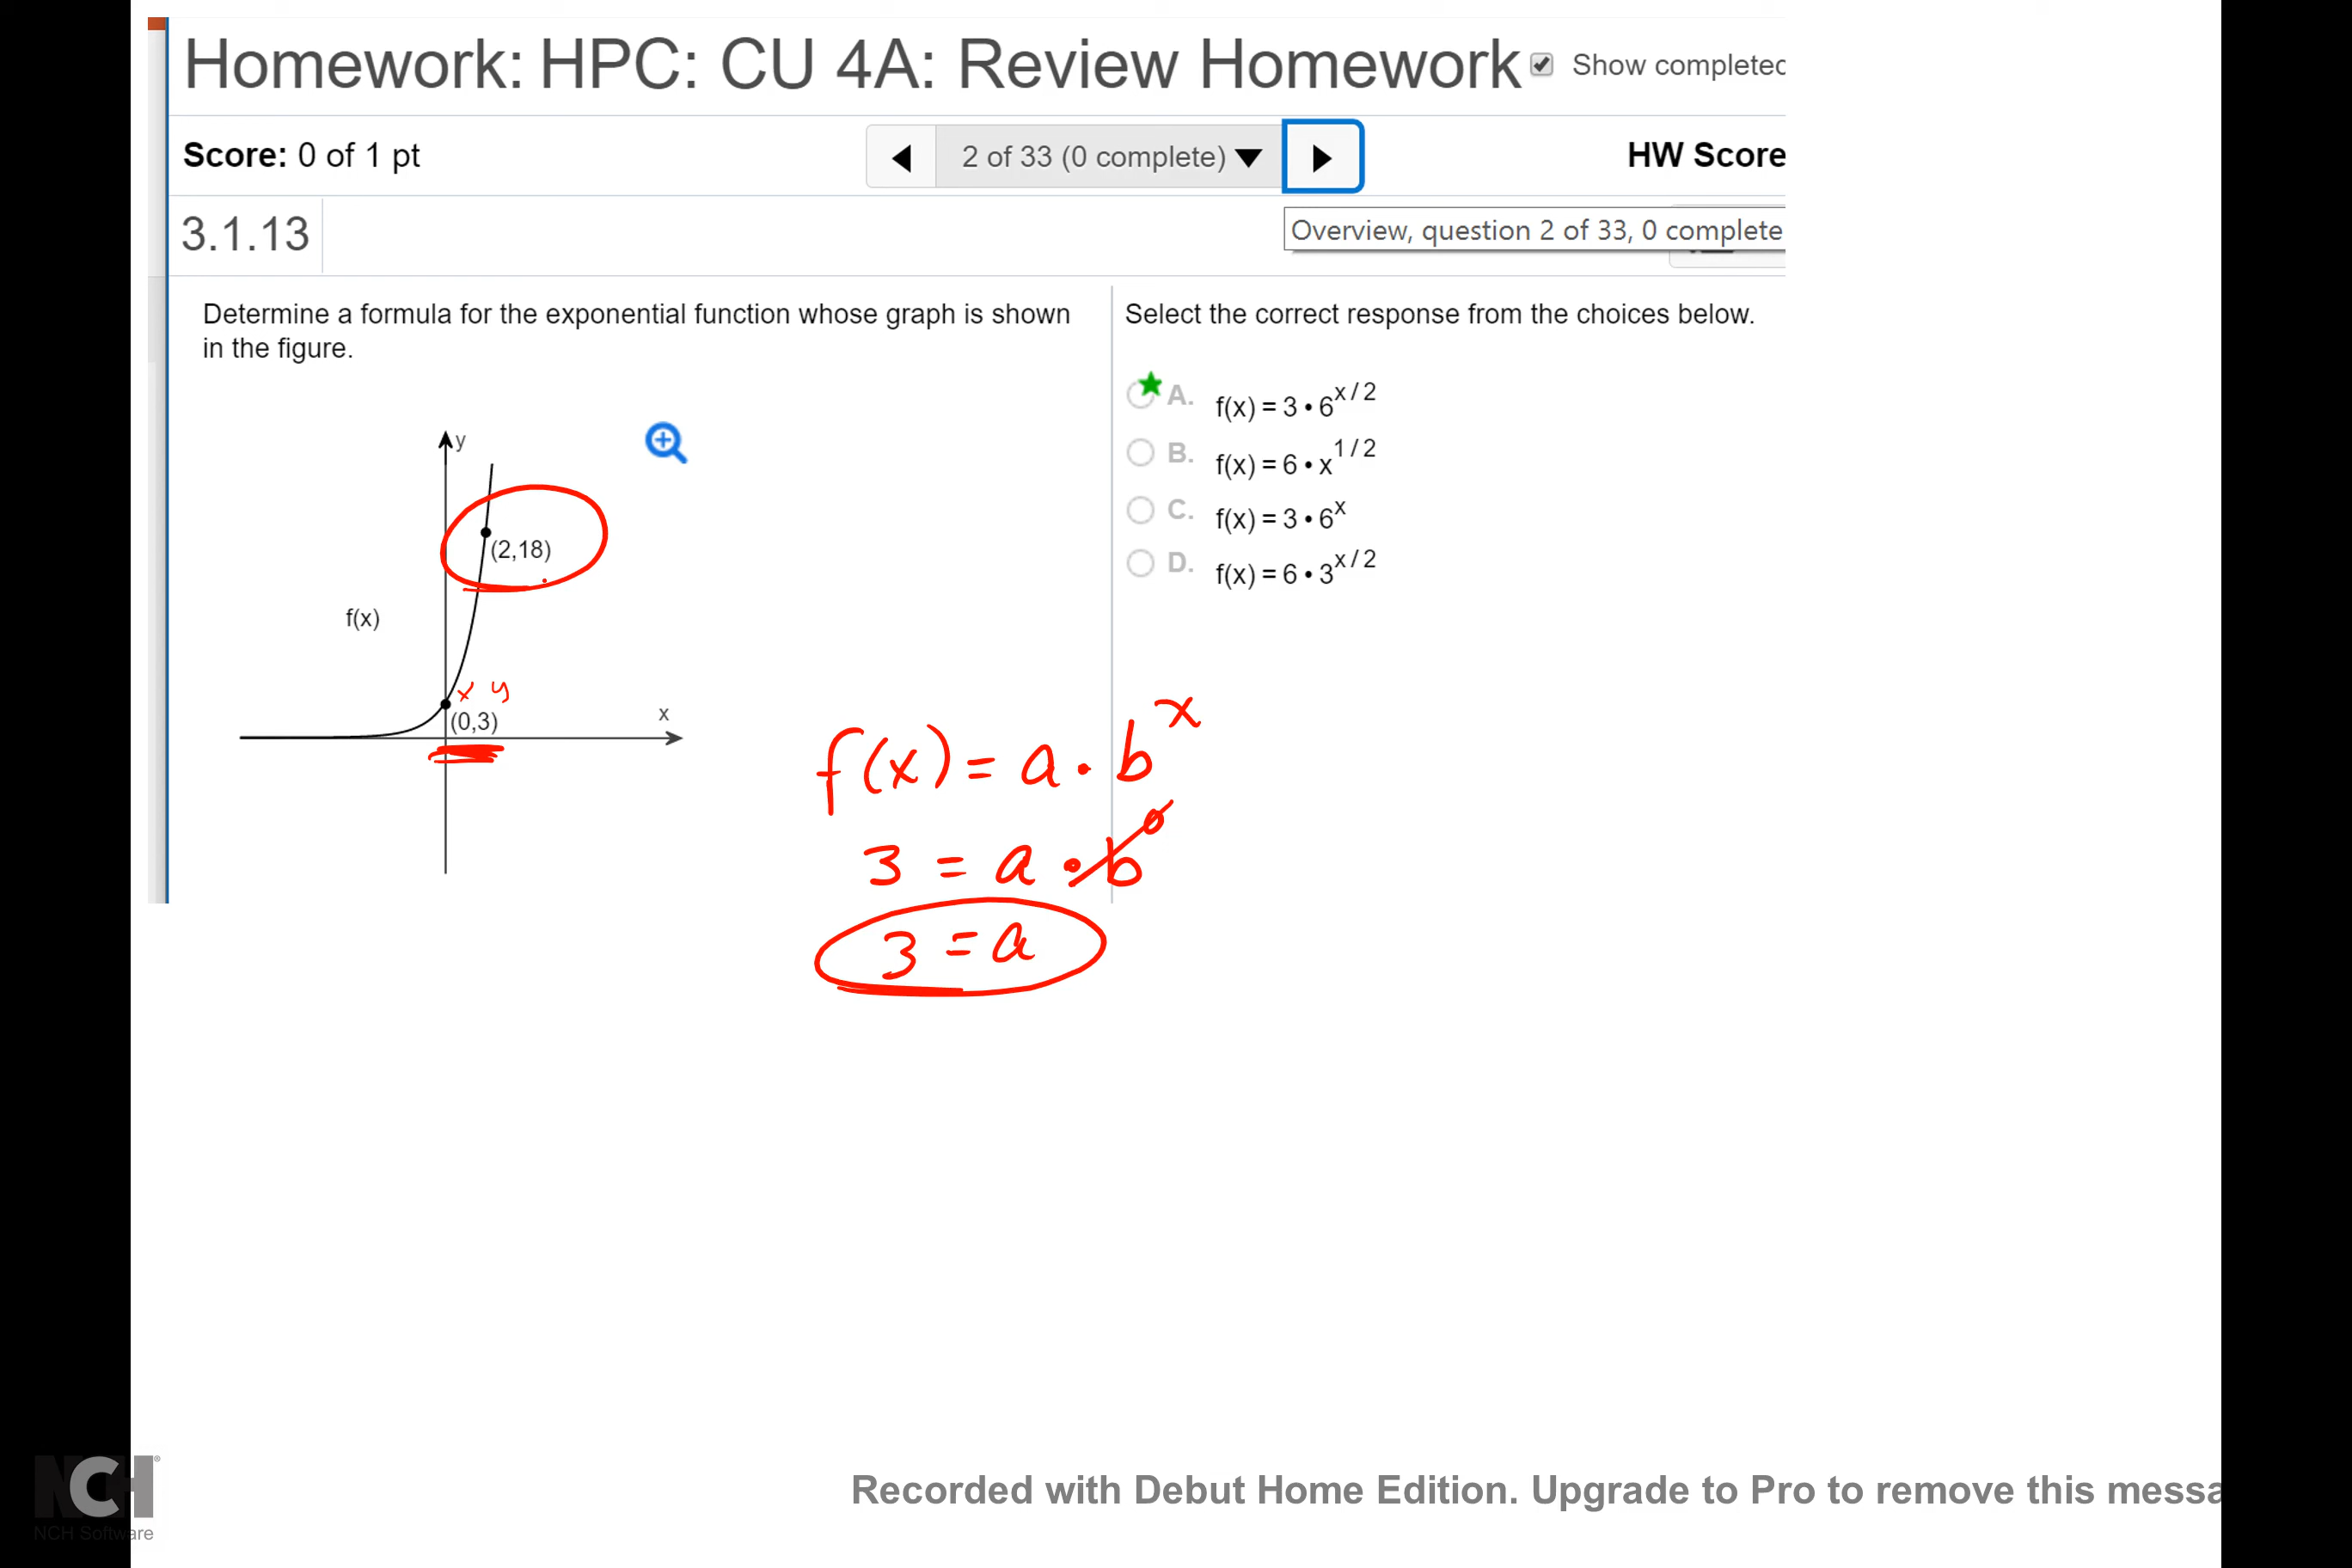 Homework: HPC: CU 4A: Review Homework
Show completed
Score: 0 of 1 pt
2 of 33 (0 complete)
HW Score
3.1.13
Overview, question 2 of 33, 0 complete
Determine a formula for the exponential function whose graph is shown
in the figure.
y
(2,18)
f(x)
x y
(0,3)
x
Select the correct response from the choices below.
A. f(x) = 3 • 6^{x/2}
B. f(x) = 6 • x^{1/2}
C. f(x) = 3 • 6^{x}
D. f(x) = 6 • 3^{x/2}
f(x) = a · b^{x}
3 = a · b^{0}
3 = a
NCH®
NCH Software
Recorded with Debut Home Edition. Upgrade to Pro to remove this messa